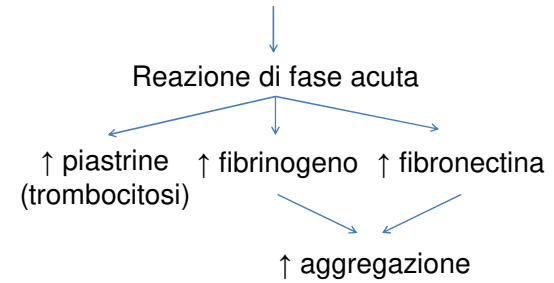 Reazione di fase acuta
↑ piastrine ↑ fibrinogeno ↑ fibronectina
(trombocitosi)
↑ aggregazione